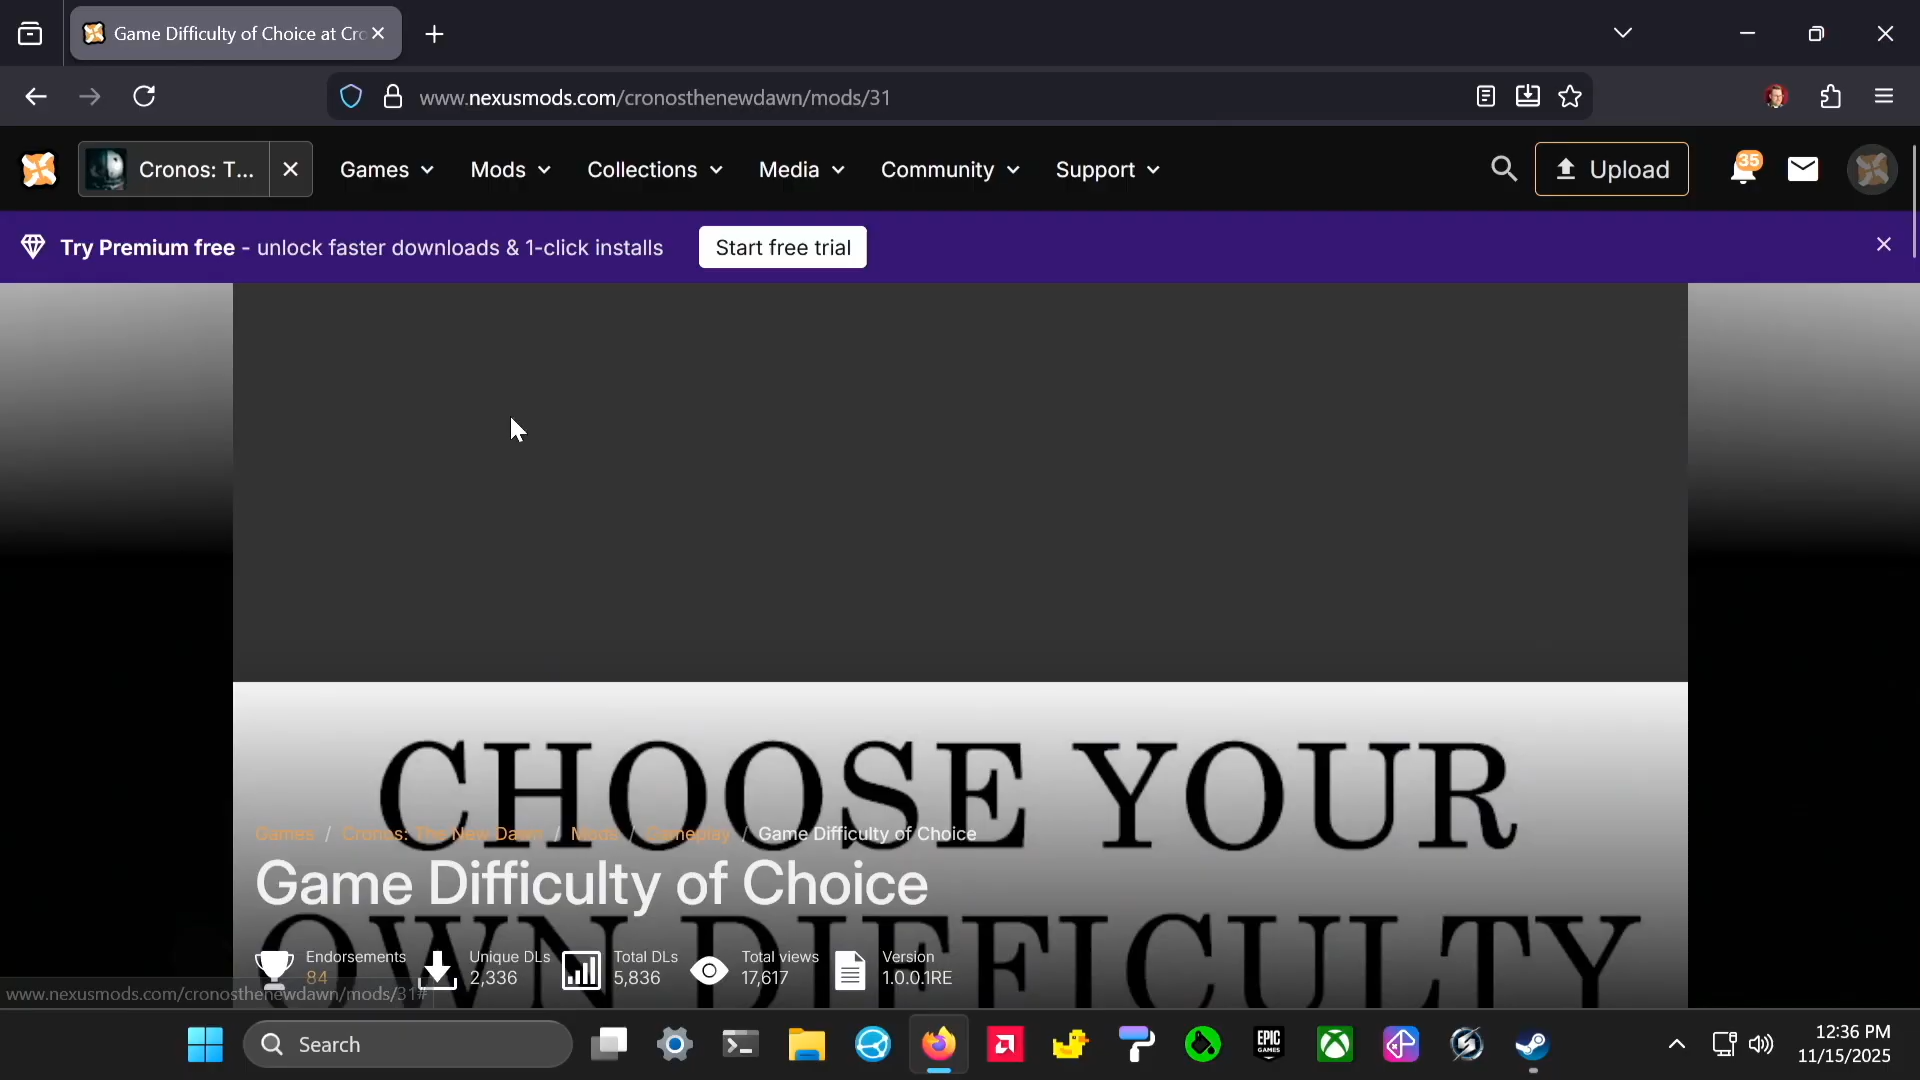 Game Difficulty of Choice at Cro
www.nexusmods.com/cronosthenewdawn/mods/31
Cronos: T...
Games
Mods
Collections
Media
Community
Support
Upload
35
Try Premium free - unlock faster downloads & 1-click installs
Start free trial
CHOOSE YOUR
Games / Cronos: The New Dawn / Mods / Gameplay / Game Difficulty of Choice
Game Difficulty of Choice
OWN DIFFICULTY
Endorsements
84
Unique DLs
2,336
Total DLs
5,836
Total views
17,617
Version
1.0.0.1RE
www.nexusmods.com/cronosthenewdawn/mods/31#
Search
EPIC
GAMES
12:36 PM
11/15/2025